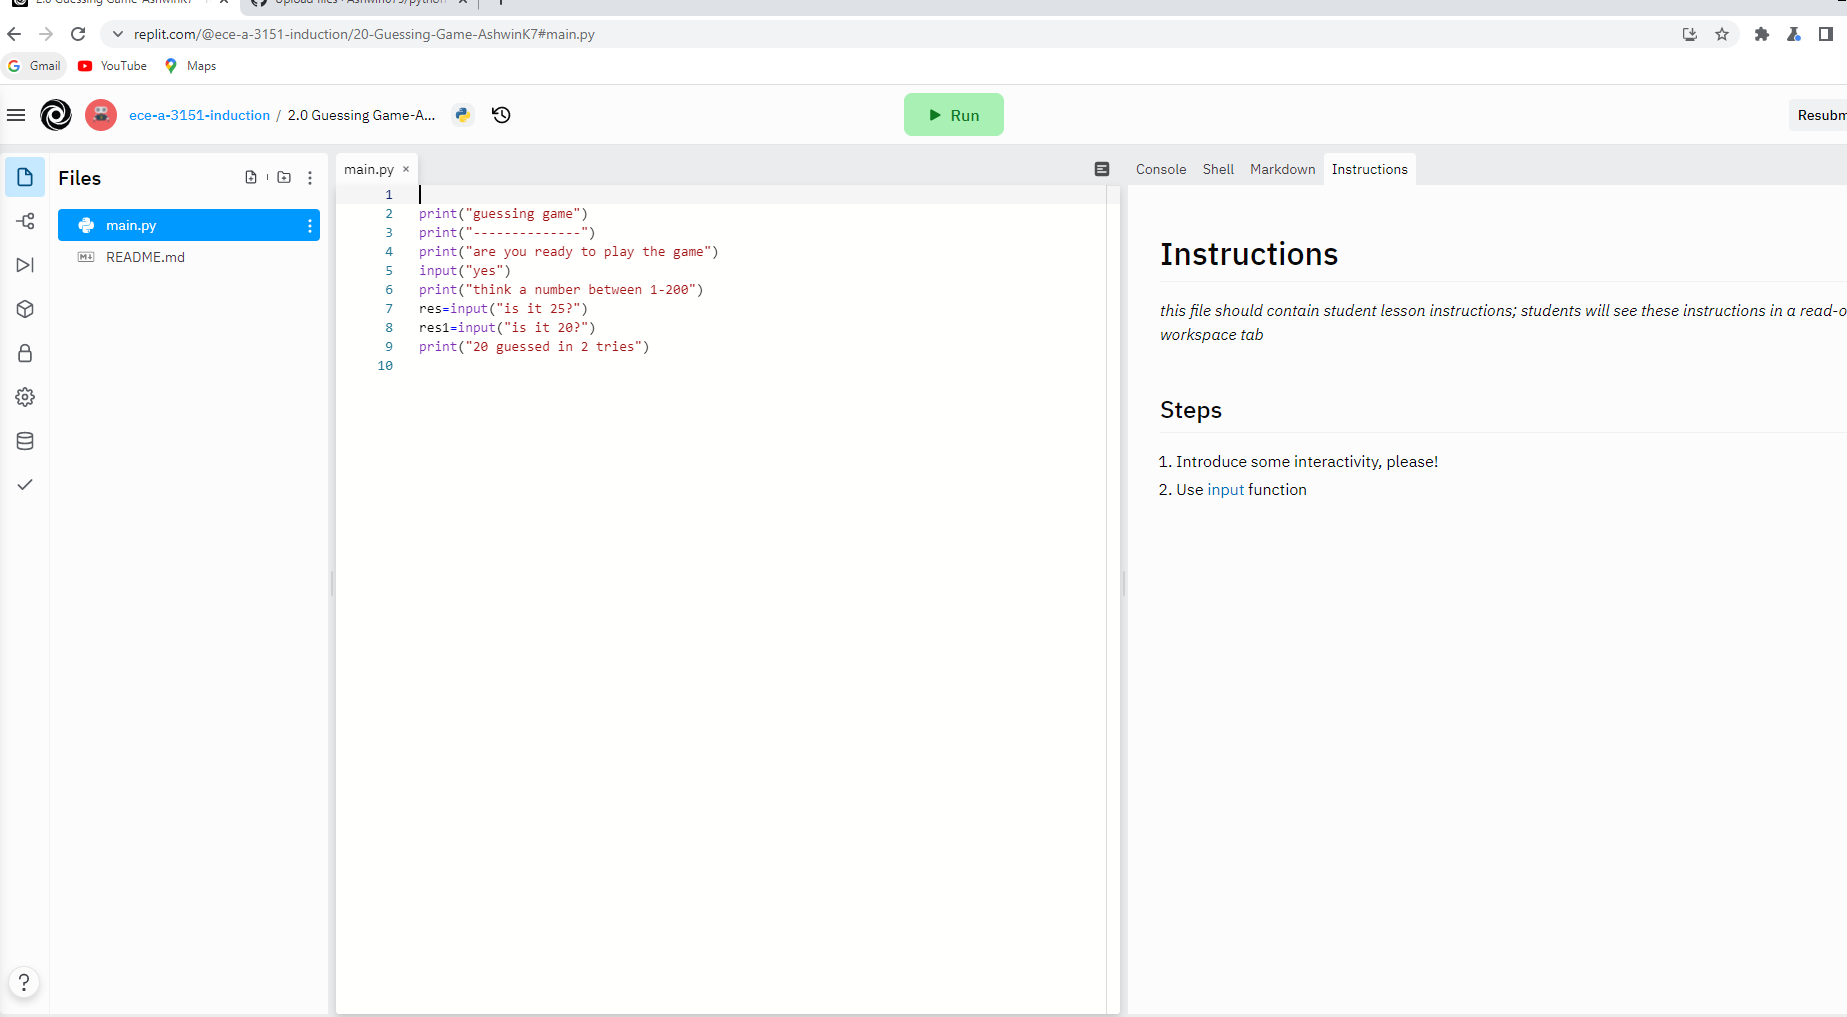 2.0 Guessing Game-AshwinK7
replit.com/@ece-a-3151-induction/20-Guessing-Game-AshwinK7#main.py
Gmail YouTube Maps
ece-a-3151-induction / 2.0 Guessing Game-A...
Run
Resubm
Files
main.py
README.md
main.py ×
1
2 print("guessing game")
3 print("--------------")
4 print("are you ready to play the game")
5 input("yes")
6 print("think a number between 1-200")
7 res=input("is it 25?")
8 res1=input("is it 20?")
9 print("20 guessed in 2 tries")
10
Console Shell Markdown Instructions
Instructions
this file should contain student lesson instructions; students will see these instructions in a read-o
workspace tab
Steps
1. Introduce some interactivity, please!
2. Use input function
?